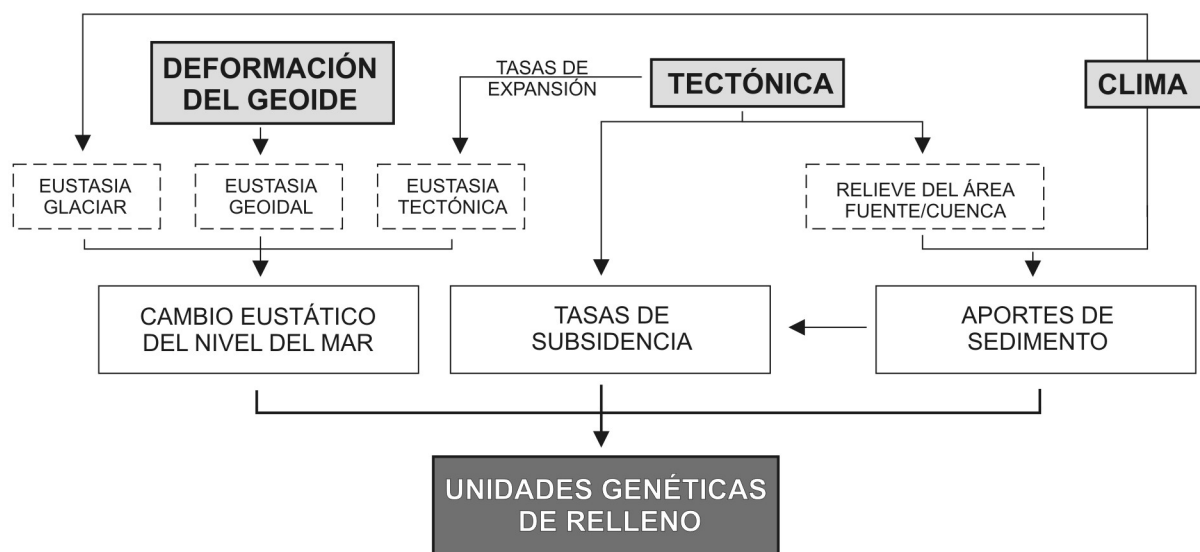 DEFORMACIÓN
DEL GEOIDE
TASAS DE
EXPANSIÓN
TECTÓNICA
CLIMA
EUSTASIA
GLACIAR
EUSTASIA
GEOIDAL
EUSTASIA
TECTÓNICA
RELIEVE DEL ÁREA
FUENTE/CUENCA
CAMBIO EUSTÁTICO
DEL NIVEL DEL MAR
TASAS DE
SUBSIDENCIA
APORTES DE
SEDIMENTO
UNIDADES GENÉTICAS
DE RELLENO